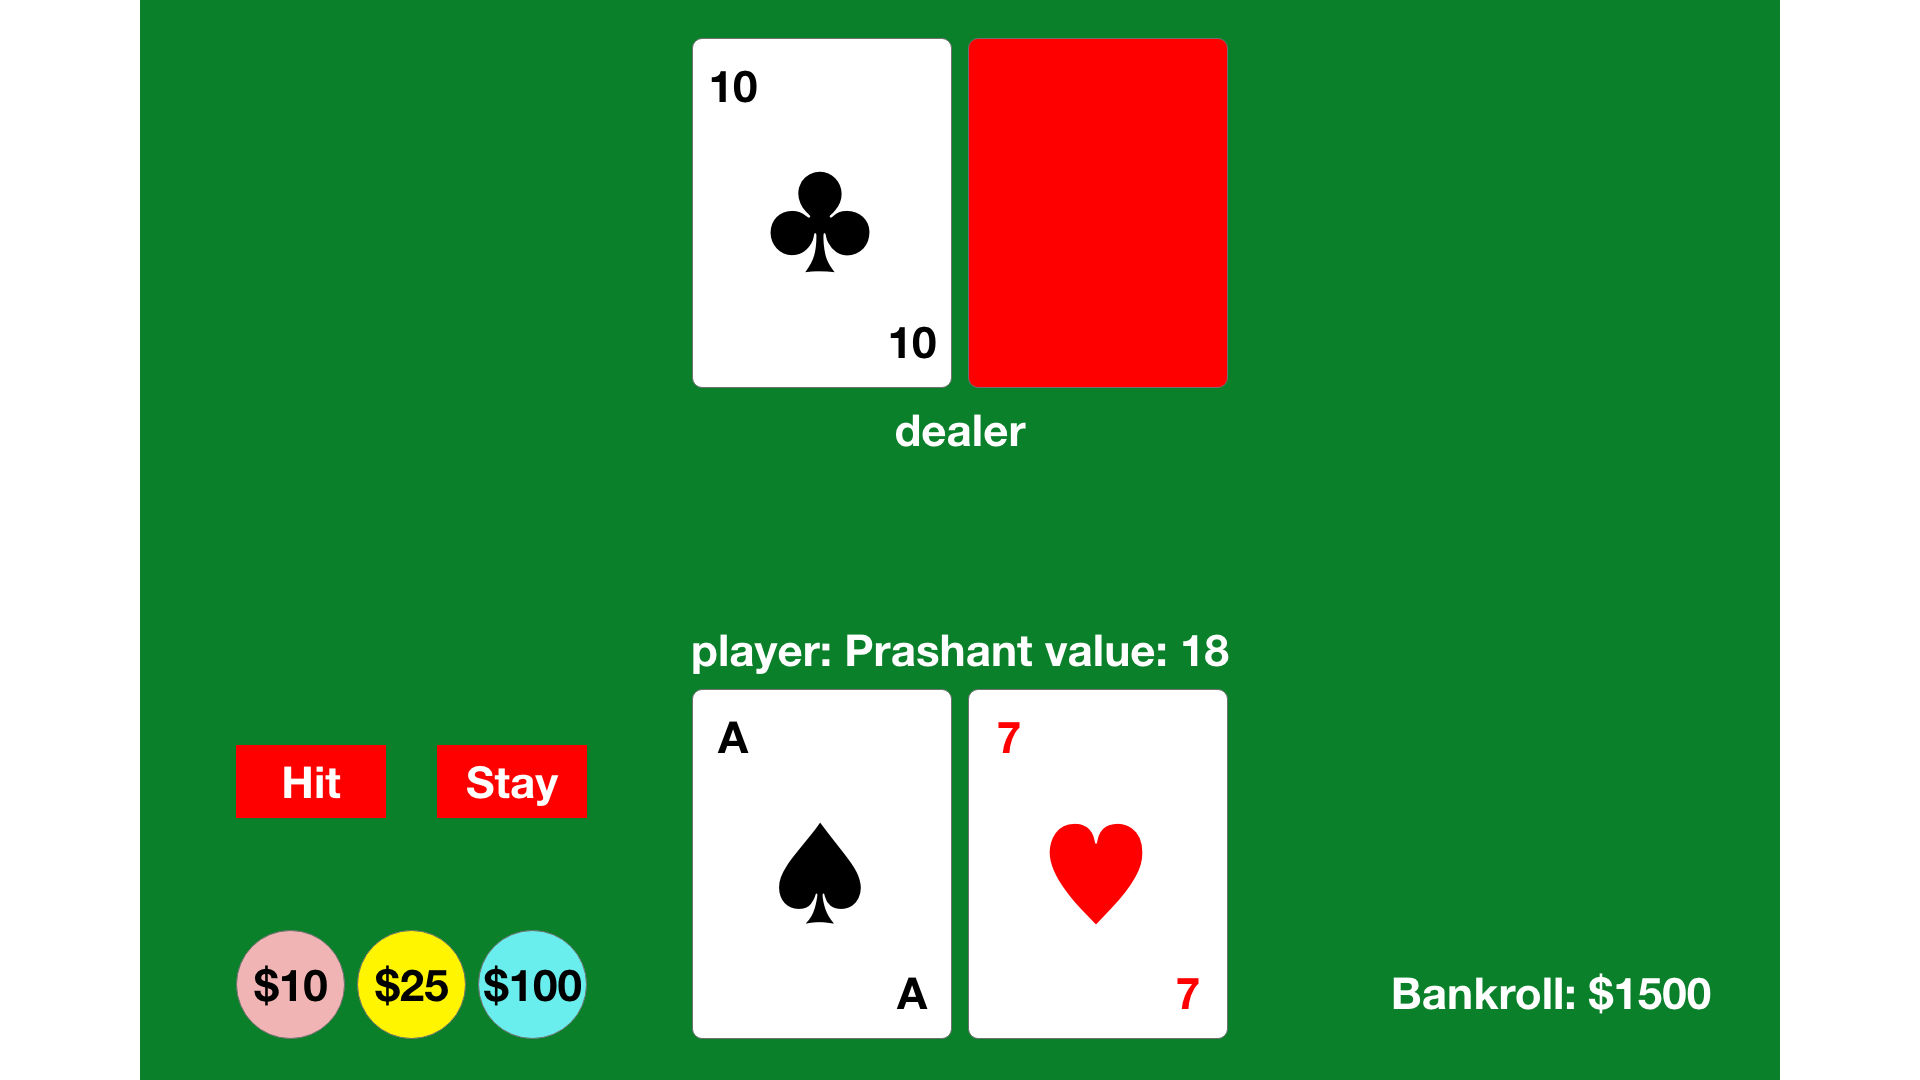 10
10
dealer
player: Prashant value: 18
A
7
Hit
Stay
$10
$25
$100
A
7
Bankroll: $1500